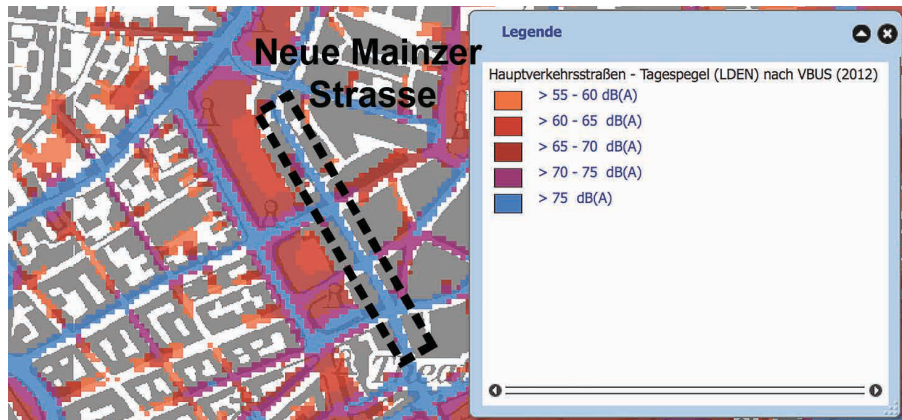 Neue Mainzer
Strasse
Legende
Hauptverkehrsstraßen - Tagespegel (LDEN) nach VBUS (2012)
> 55 - 60 dB(A)
> 60 - 65 dB(A)
> 65 - 70 dB(A)
> 70 - 75 dB(A)
> 75 dB(A)
Thea